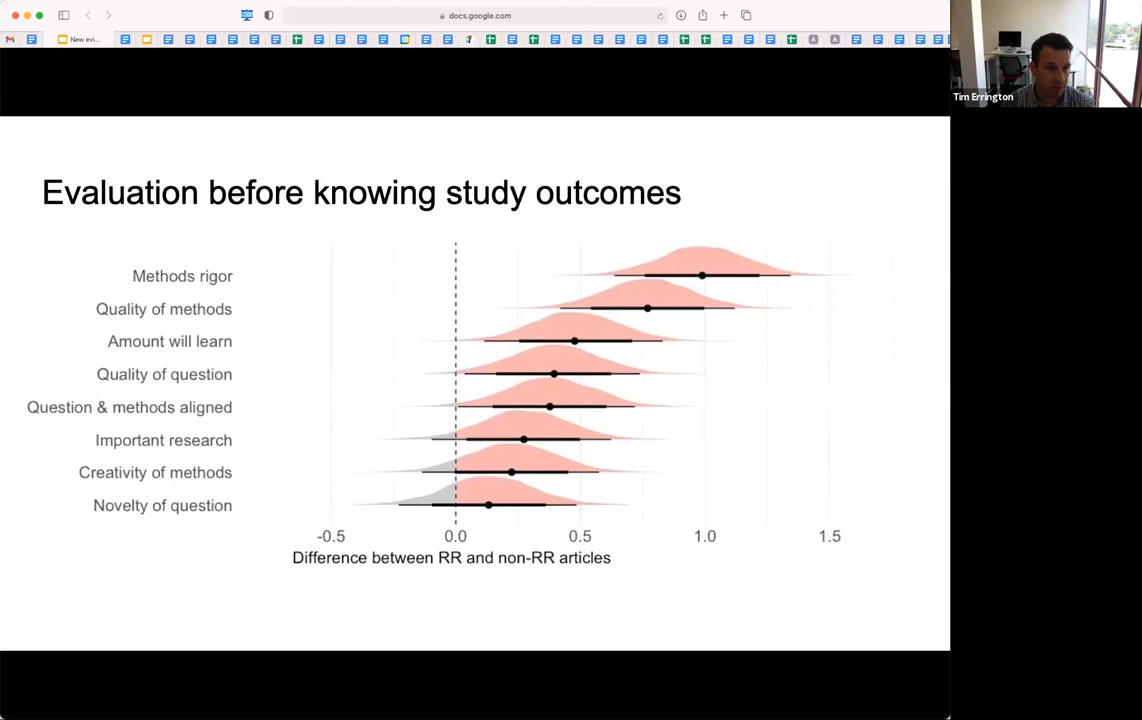 docs.google.com
New evi...
Tim Errington
Evaluation before knowing study outcomes
Methods rigor
Quality of methods
Amount will learn
Quality of question
Question & methods aligned
Important research
Creativity of methods
Novelty of question
-0.5 0.0 0.5 1.0 1.5
Difference between RR and non-RR articles